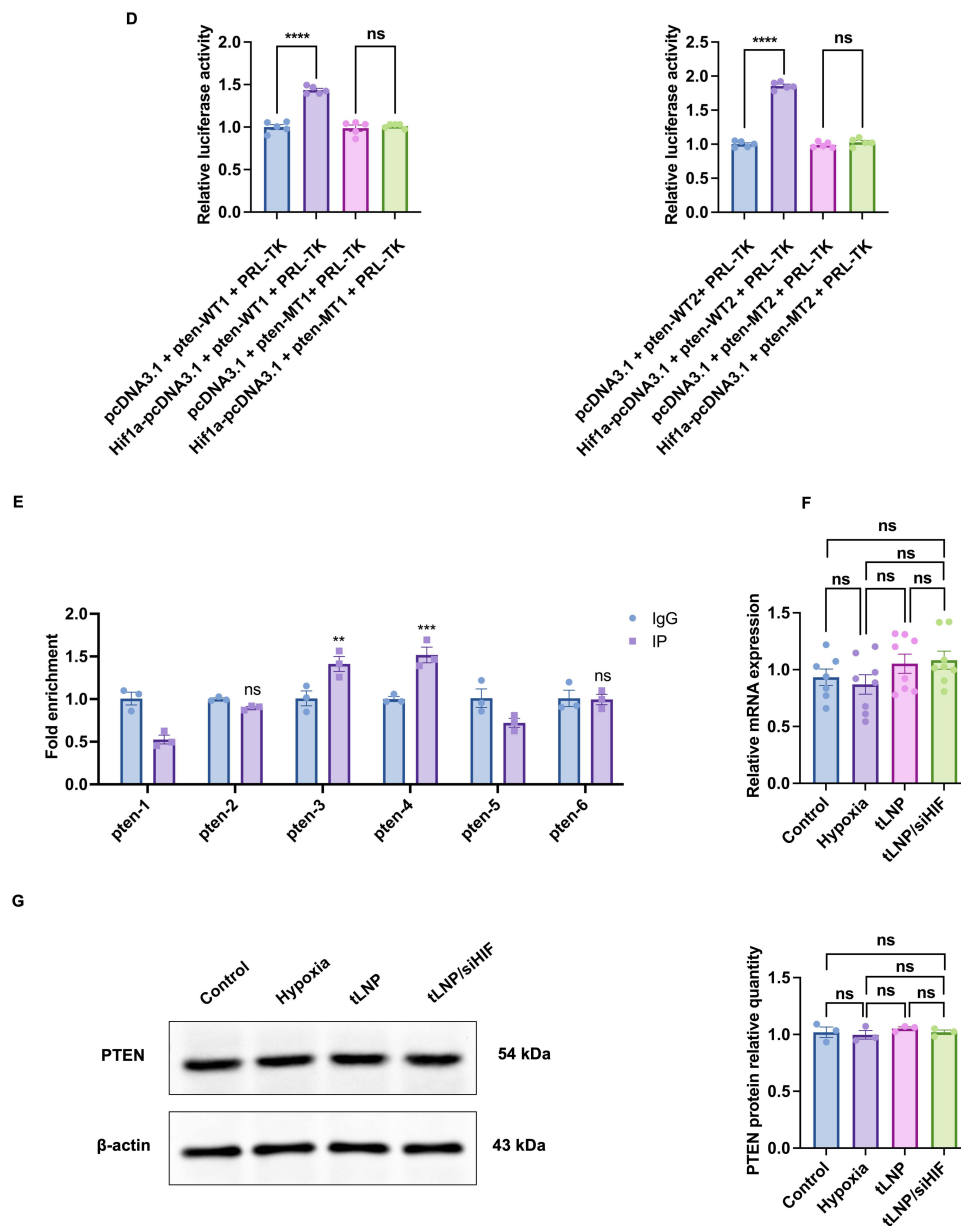 D
Relative luciferase activity
2.0
1.5
1.0
0.5
0.0
****
ns
pcDNA3.1 + pten-WT1 + PRL-TK
Hif1a-pcDNA3.1 + pten-WT1 + PRL-TK
pcDNA3.1 + pten-MT1+ PRL-TK
Hif1a-pcDNA3.1 + pten-MT1 + PRL-TK
Relative luciferase activity
2.5
2.0
1.5
1.0
0.5
0.0
****
ns
pcDNA3.1 + pten-WT2+ PRL-TK
Hif1a-pcDNA3.1 + pten-WT2 + PRL-TK
pcDNA3.1 + pten-MT2 + PRL-TK
Hif1a-pcDNA3.1 + pten-MT2 + PRL-TK
E
Fold enrichment
2.0
1.5
1.0
0.5
0.0
ns
**
***
ns
IgG
IP
pten-1
pten-2
pten-3
pten-4
pten-5
pten-6
F
Relative mRNA expression
1.5
1.0
0.5
0.0
ns
ns
ns
ns
ns
Control
Hypoxia
tLNP
tLNP/siHIF
G
Control
Hypoxia
tLNP
tLNP/siHIF
PTEN
54 kDa
β-actin
43 kDa
PTEN protein relative quantity
1.5
1.0
0.5
0.0
ns
ns
ns
ns
ns
Control
Hypoxia
tLNP
tLNP/siHIF